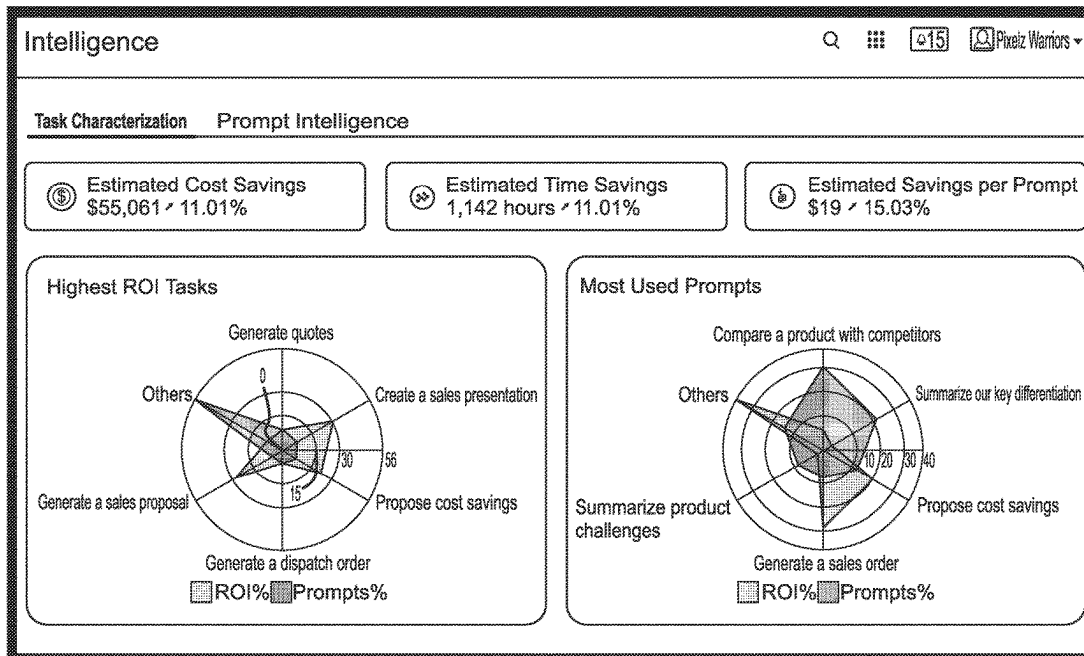 Intelligence
15 Pixeiz Warriors
Task Characterization Prompt Intelligence
Estimated Cost Savings
$55,061 11.01%
Estimated Time Savings
1,142 hours 11.01%
Estimated Savings per Prompt
$19 15.03%
Highest ROI Tasks
Generate quotes
0
Others
Create a sales presentation
30 56
15
Generate a sales proposal
Propose cost savings
Generate a dispatch order
ROI% Prompts%
Most Used Prompts
Compare a product with competitors
Others
Summarize our key differentiation
10 20 30 40
Summarize product
challenges
Propose cost savings
Generate a sales order
ROI% Prompts%